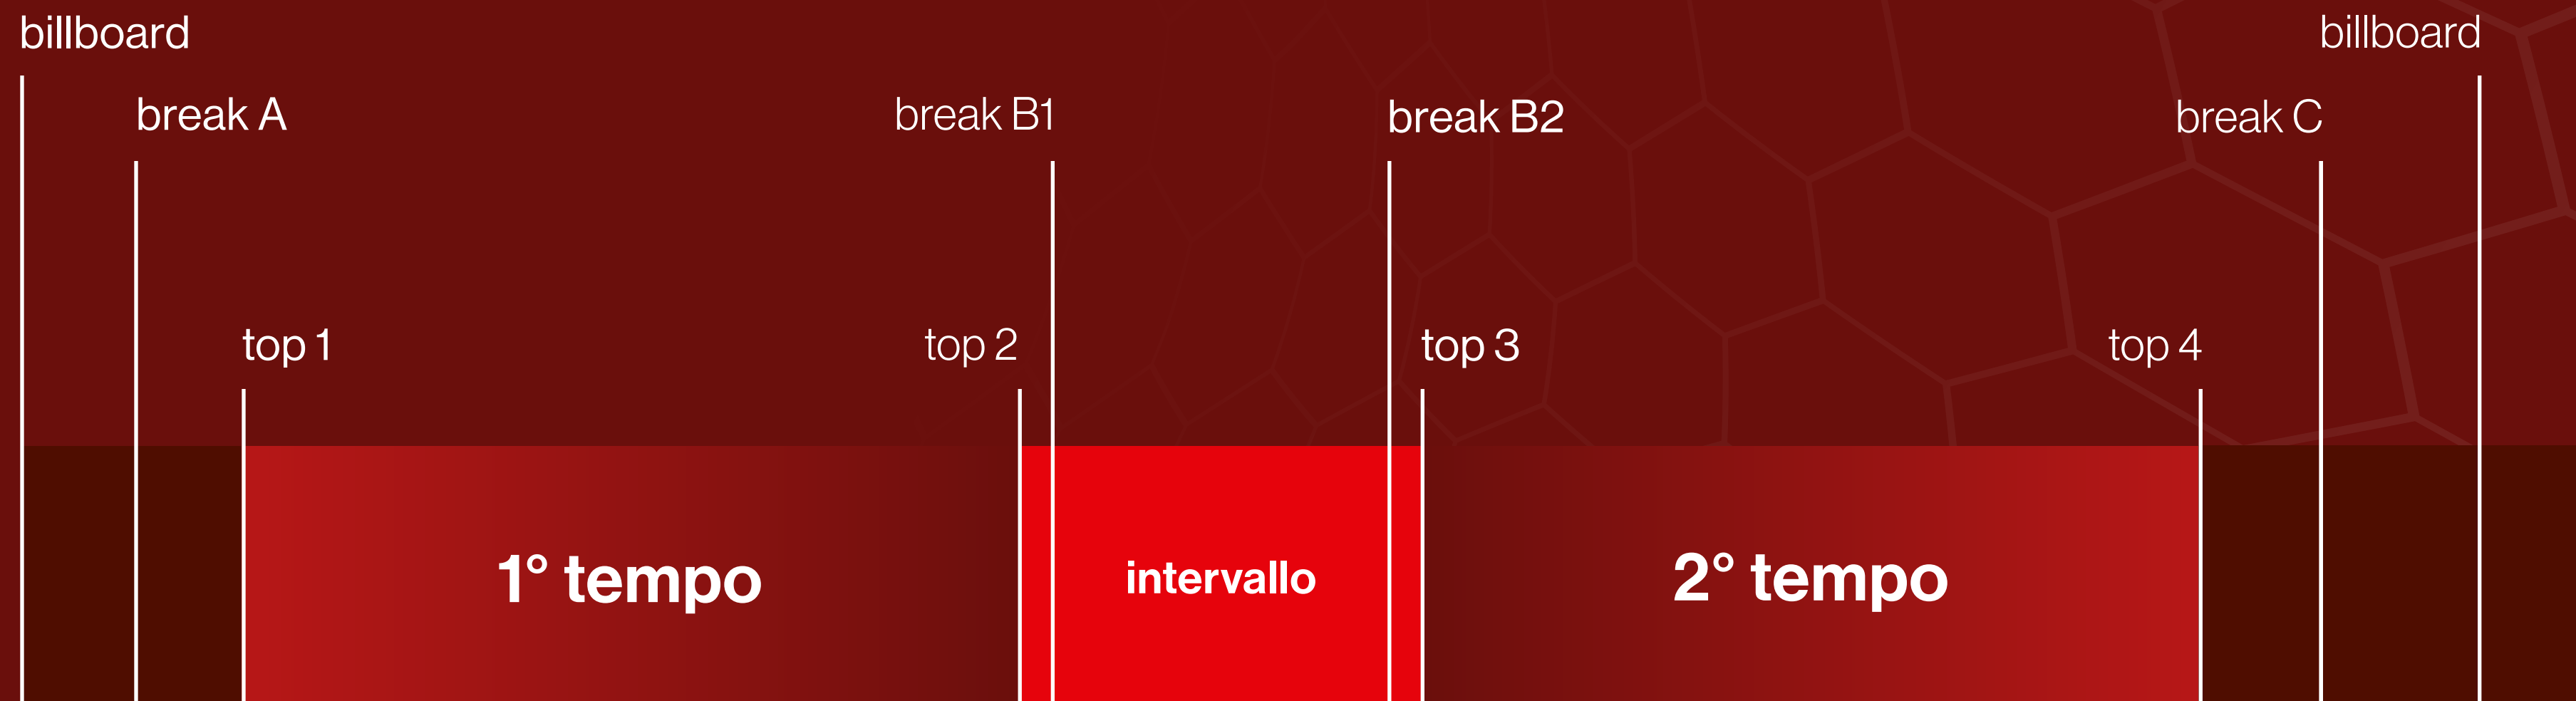 billboard
billboard
break A
break B1
break B2
break C
top 1
top 2
top 3
top 4
1° tempo
intervallo
2° tempo